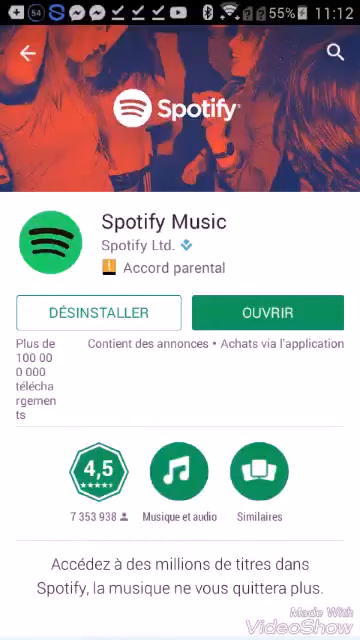 54
55% 11:12
Spotify
Spotify Music
Spotify Ltd.
Accord parental
DÉSINSTALLER
OUVRIR
Plus de
100 00
0 000
télécha
rgemen
ts
Contient des annonces • Achats via l'application
4,5
7 353 938
Musique et audio
Similaires
Accédez à des millions de titres dans
Spotify, la musique ne vous quittera plus.
Made With
VideoShow